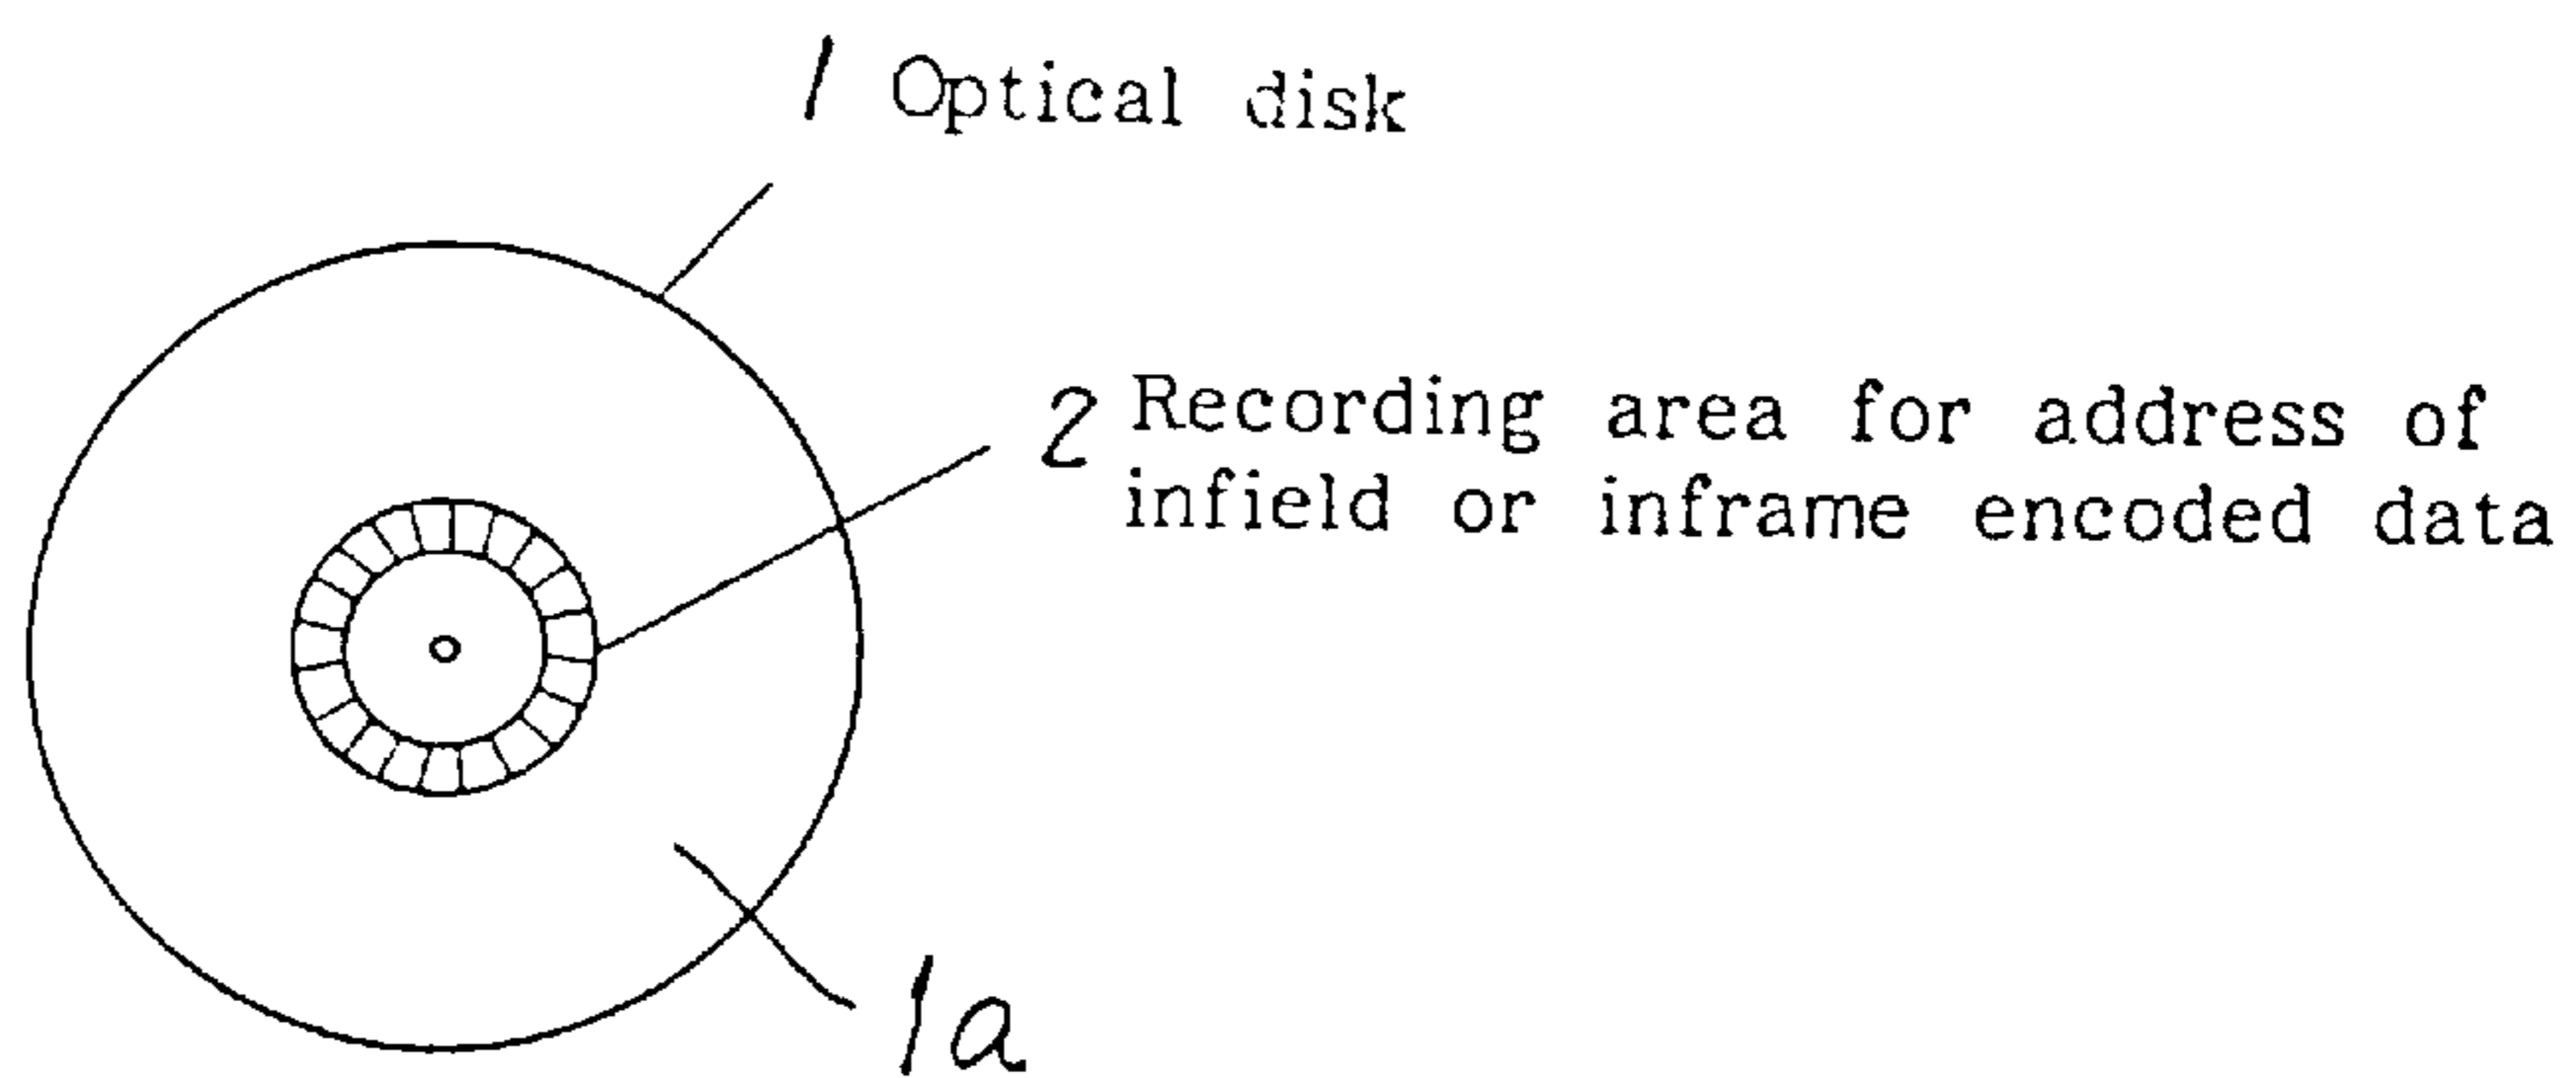 1 Optical disk
2 Recording area for address of
infield or inframe encoded data
1a